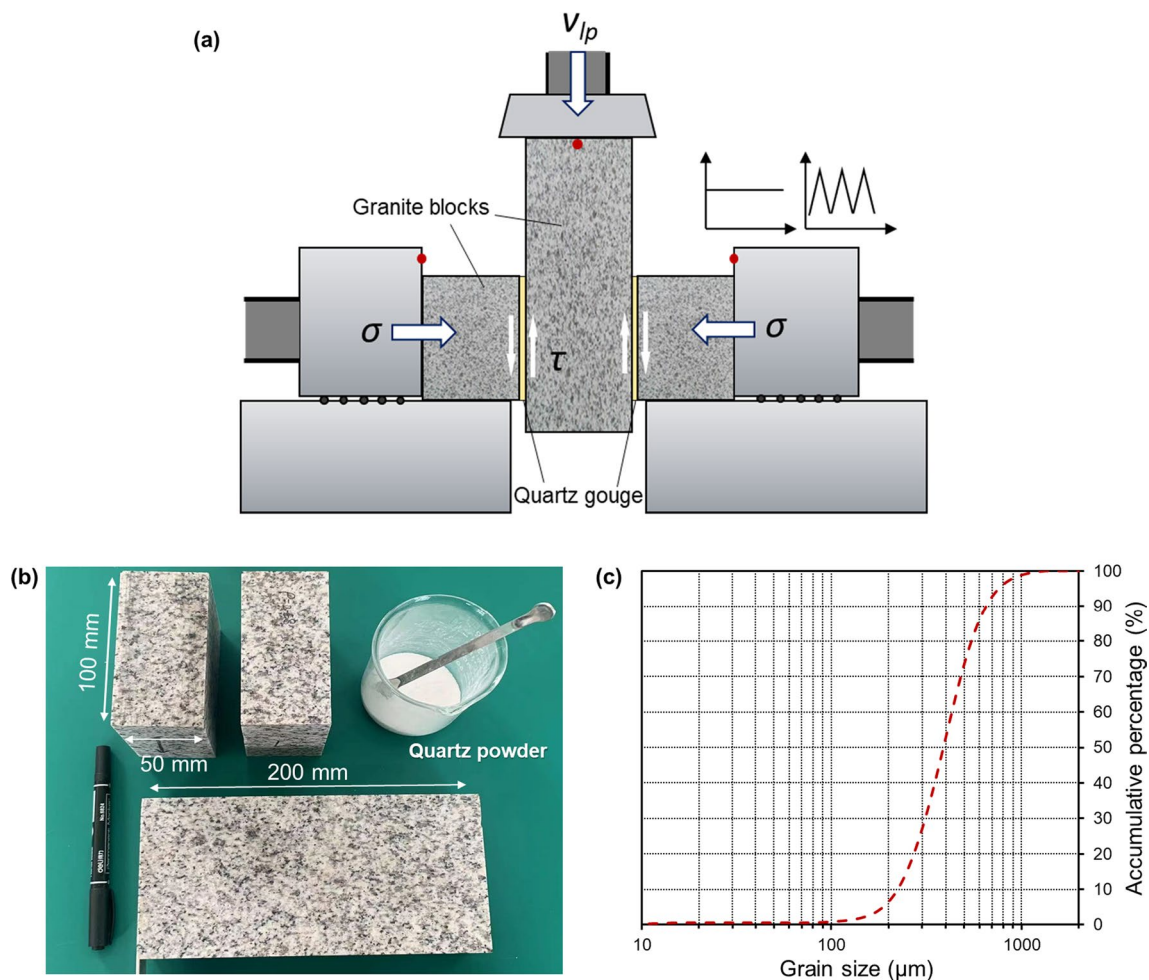 (a)
v_lp
Granite blocks
σ
τ
σ
Quartz gouge
(b)
100 mm
50 mm
Quartz powder
200 mm
(c)
100
90
80
70
60
50
40
30
20
10
0
Accumulative percentage (%)
10
100
1000
Grain size (μm)